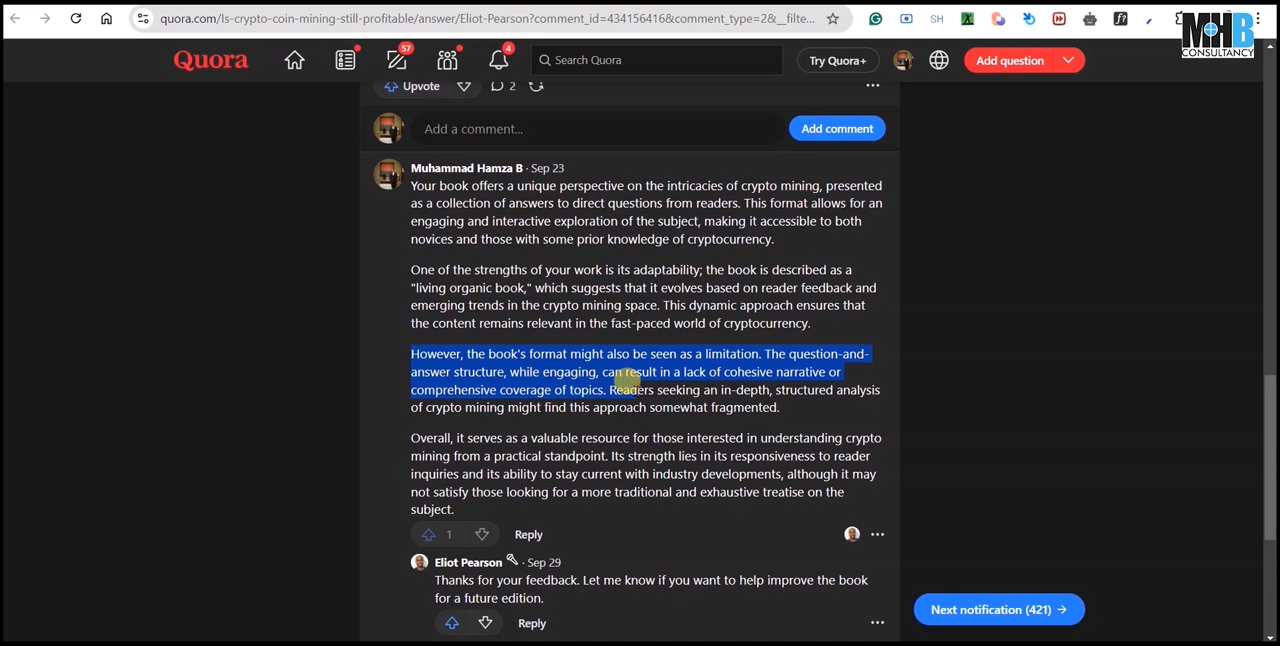 quora.com/Is-crypto-coin-mining-still-profitable/answer/Eliot-Pearson?comment_id=434156416&comment_type=2&__filte...
SH
MHB
CONSULTANCY
Quora
57
4
Search Quora
Try Quora+
Add question
Upvote
2
Add a comment...
Add comment
Muhammad Hamza B · Sep 23
Your book offers a unique perspective on the intricacies of crypto mining, presented
as a collection of answers to direct questions from readers. This format allows for an
engaging and interactive exploration of the subject, making it accessible to both
novices and those with some prior knowledge of cryptocurrency.
One of the strengths of your work is its adaptability; the book is described as a
"living organic book," which suggests that it evolves based on reader feedback and
emerging trends in the crypto mining space. This dynamic approach ensures that
the content remains relevant in the fast-paced world of cryptocurrency.
However, the book's format might also be seen as a limitation. The question-and-
answer structure, while engaging, can result in a lack of cohesive narrative or
comprehensive coverage of topics. Readers seeking an in-depth, structured analysis
of crypto mining might find this approach somewhat fragmented.
Overall, it serves as a valuable resource for those interested in understanding crypto
mining from a practical standpoint. Its strength lies in its responsiveness to reader
inquiries and its ability to stay current with industry developments, although it may
not satisfy those looking for a more traditional and exhaustive treatise on the
subject.
1
Reply
Eliot Pearson · Sep 29
Thanks for your feedback. Let me know if you want to help improve the book
for a future edition.
Reply
Next notification (421)